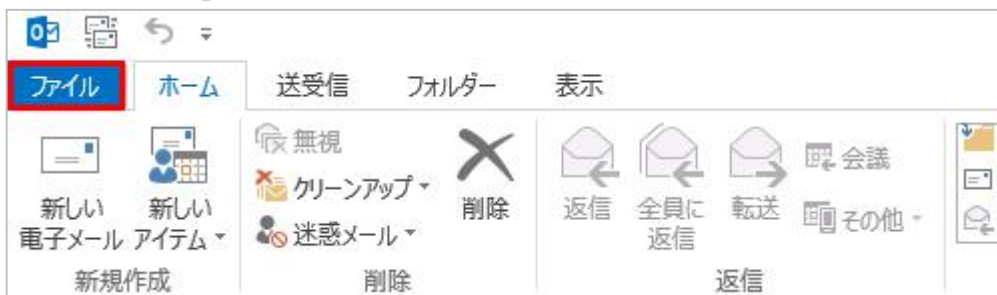 ファイル ホーム 送受信 フォルダー 表示
新しい
電子メール
新しい
アイテム
新規作成
無視
クリーンアップ
迷惑メール
削除
削除
返信
全員に
返信
転送
会議
その他
返信